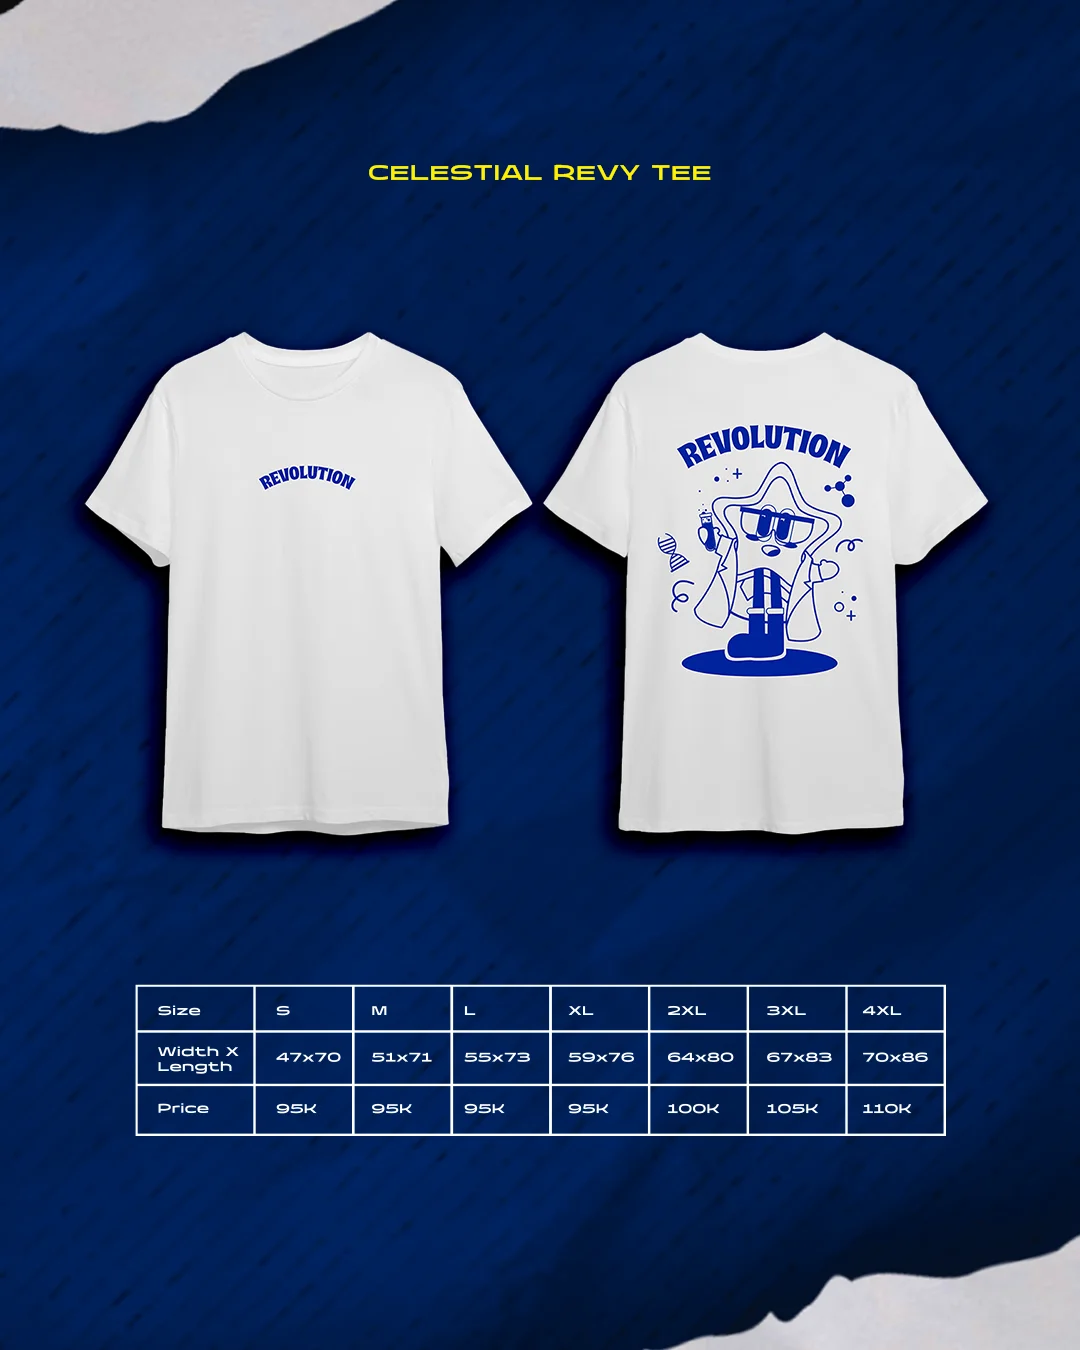 CELESTIAL REVY TEE
REVOLUTION
REVOLUTION
Size S M L XL 2XL 3XL 4XL
Width X
Length 47x70 51x71 55x73 59x76 64x80 67x83 70x86
Price 95K 95K 95K 95K 100K 105K 110K